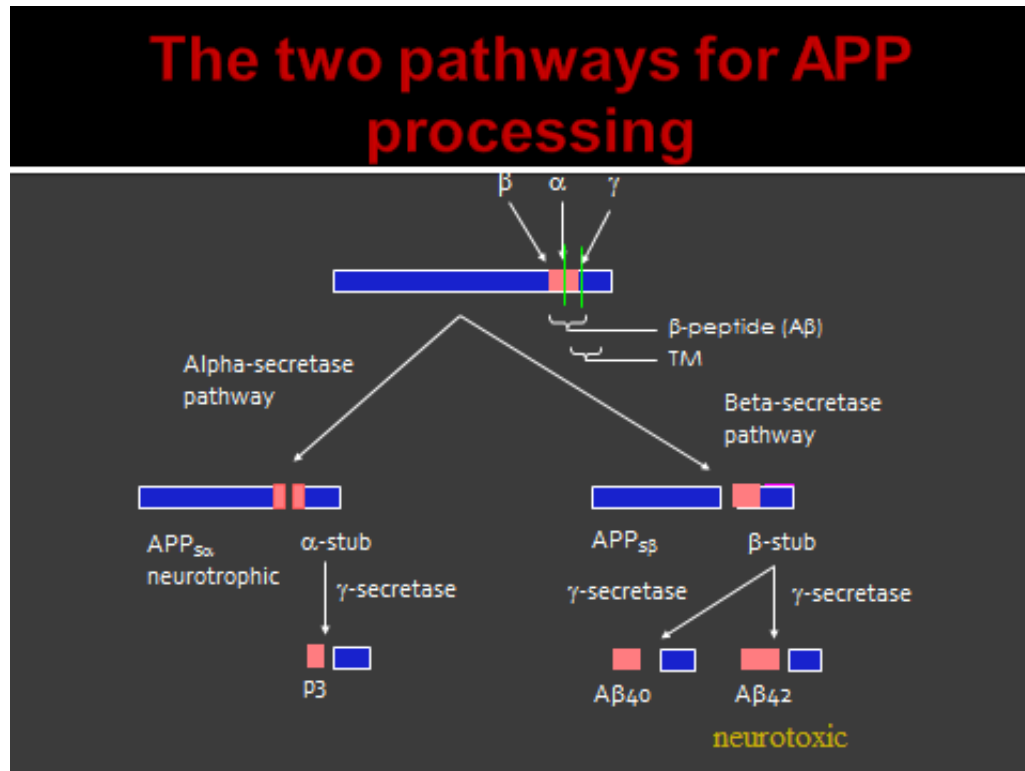 The two pathways for APP
processing
β α γ
β-peptide (Aβ)
TM
Alpha-secretase
pathway
Beta-secretase
pathway
APPsα
neurotrophic
α-stub
γ-secretase
P3
APPsβ
β-stub
γ-secretase
γ-secretase
Aβ40
Aβ42
neurotoxic